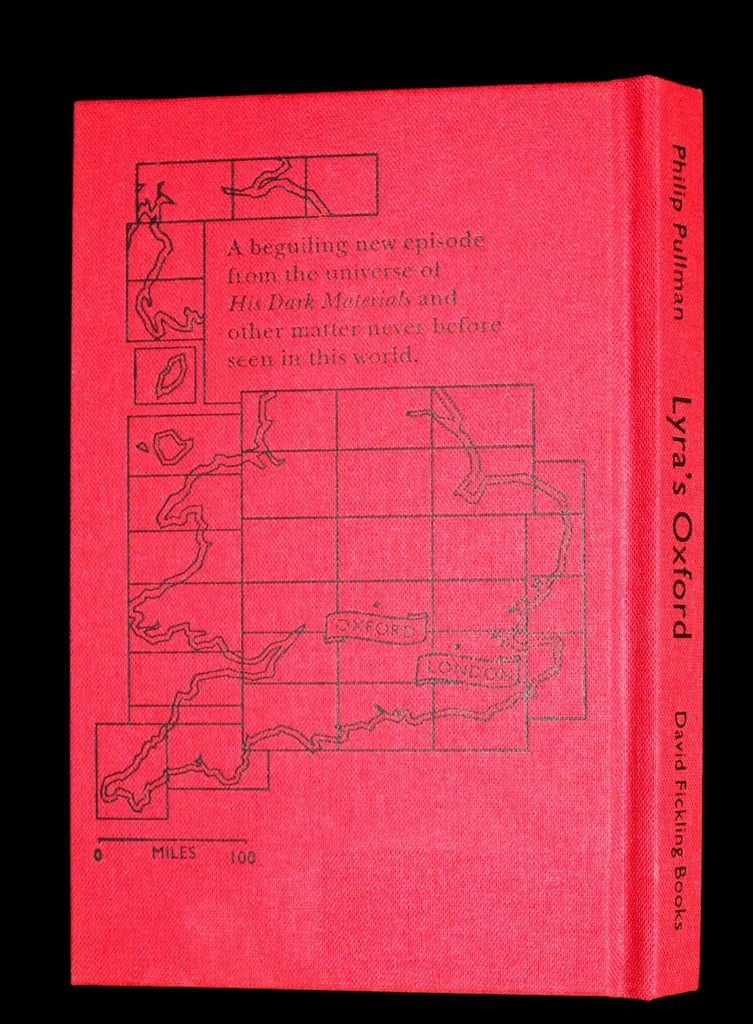 A beguiling new episode
from the universe of
His Dark Materials and
other matter never before
seen in this world.
OXFORD
LONDON
0 MILES 100
Philip Pullman Lyra's Oxford David Fickling Books